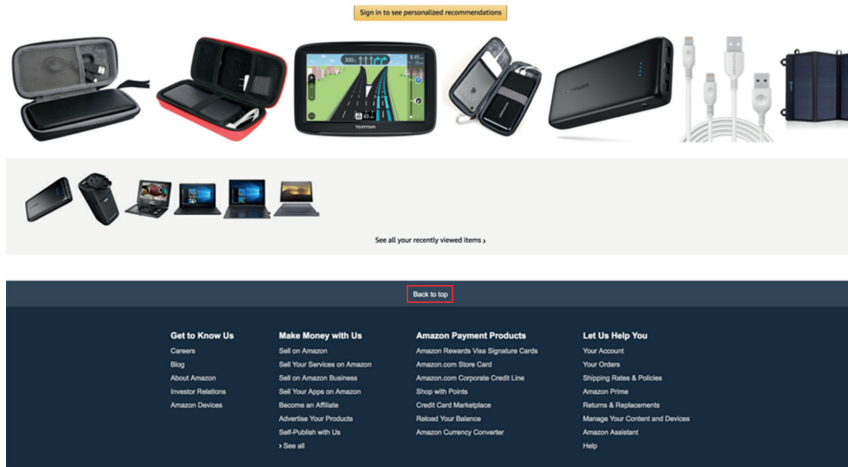 Sign in to see personalized recommendations
TOMTOM
See all your recently viewed items ›
Back to top
Get to Know Us
Careers
Blog
About Amazon
Investor Relations
Amazon Devices
Make Money with Us
Sell on Amazon
Sell Your Services on Amazon
Sell on Amazon Business
Sell Your Apps on Amazon
Become an Affiliate
Advertise Your Products
Self-Publish with Us
› See all
Amazon Payment Products
Amazon Rewards Visa Signature Cards
Amazon.com Store Card
Amazon.com Corporate Credit Line
Shop with Points
Credit Card Marketplace
Reload Your Balance
Amazon Currency Converter
Let Us Help You
Your Account
Your Orders
Shipping Rates & Policies
Amazon Prime
Returns & Replacements
Manage Your Content and Devices
Amazon Assistant
Help